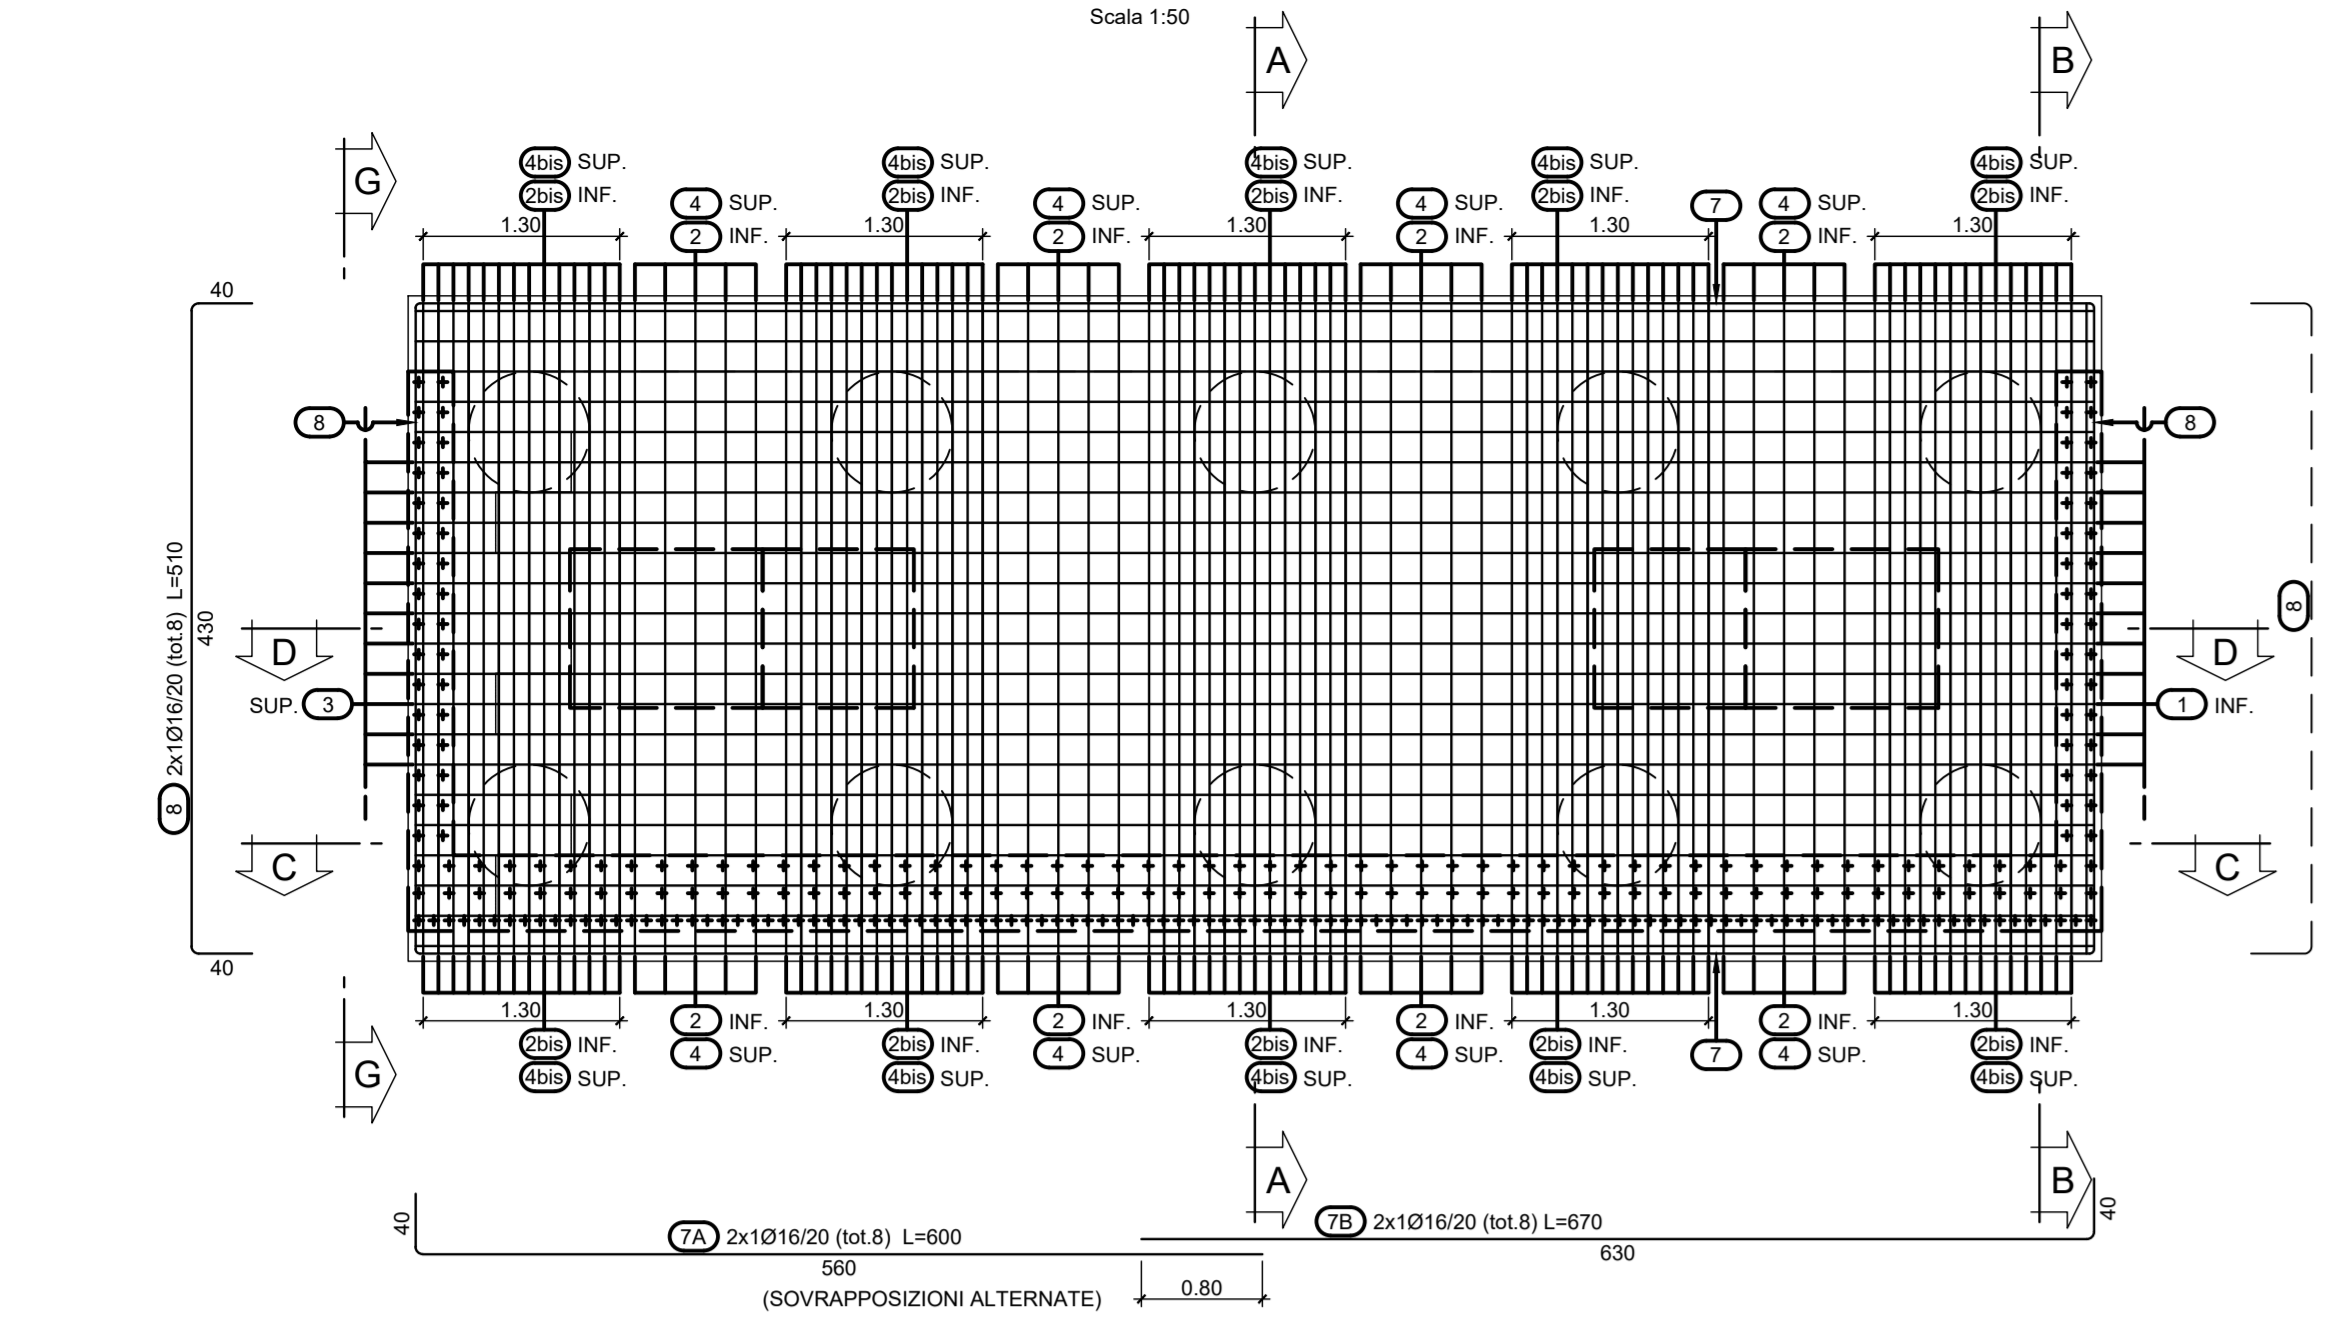 Scala 1:50
A
B
G
4bis SUP.
2bis INF.
4 SUP.
2 INF.
4bis SUP.
2bis INF.
4 SUP.
2 INF.
4bis SUP.
2bis INF.
4 SUP.
2 INF.
4bis SUP.
2bis INF.
7
4 SUP.
2 INF.
4bis SUP.
2bis INF.
1.30
1.30
1.30
1.30
1.30
40
8
8
8 2x1Ø16/20 (tot.8) L=510
430
8
D
D
SUP. 3
1 INF.
C
C
40
1.30
1.30
1.30
1.30
1.30
2 INF.
4 SUP.
2 INF.
4 SUP.
2 INF.
4 SUP.
2 INF.
4 SUP.
2bis INF.
4bis SUP.
2bis INF.
4bis SUP.
2bis INF.
4bis SUP.
2bis INF.
4bis SUP.
7
2bis INF.
4bis SUP.
G
A
B
40
7A 2x1Ø16/20 (tot.8) L=600
560
7B 2x1Ø16/20 (tot.8) L=670
630
40
(SOVRAPPOSIZIONI ALTERNATE)
0.80